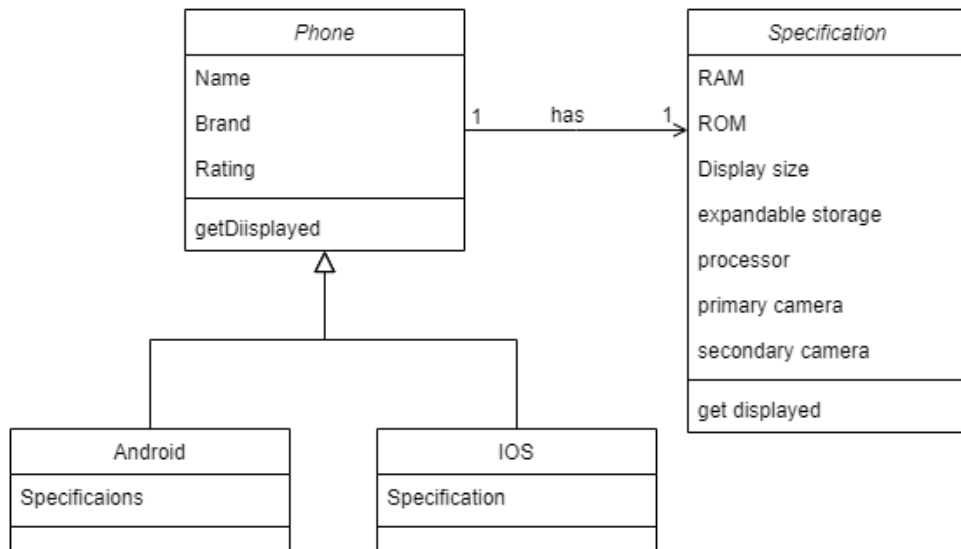 Phone
Name
Brand
Rating
getDiisplayed
1 has 1
Specification
RAM
ROM
Display size
expandable storage
processor
primary camera
secondary camera
get displayed
Android
Specificaions
IOS
Specification